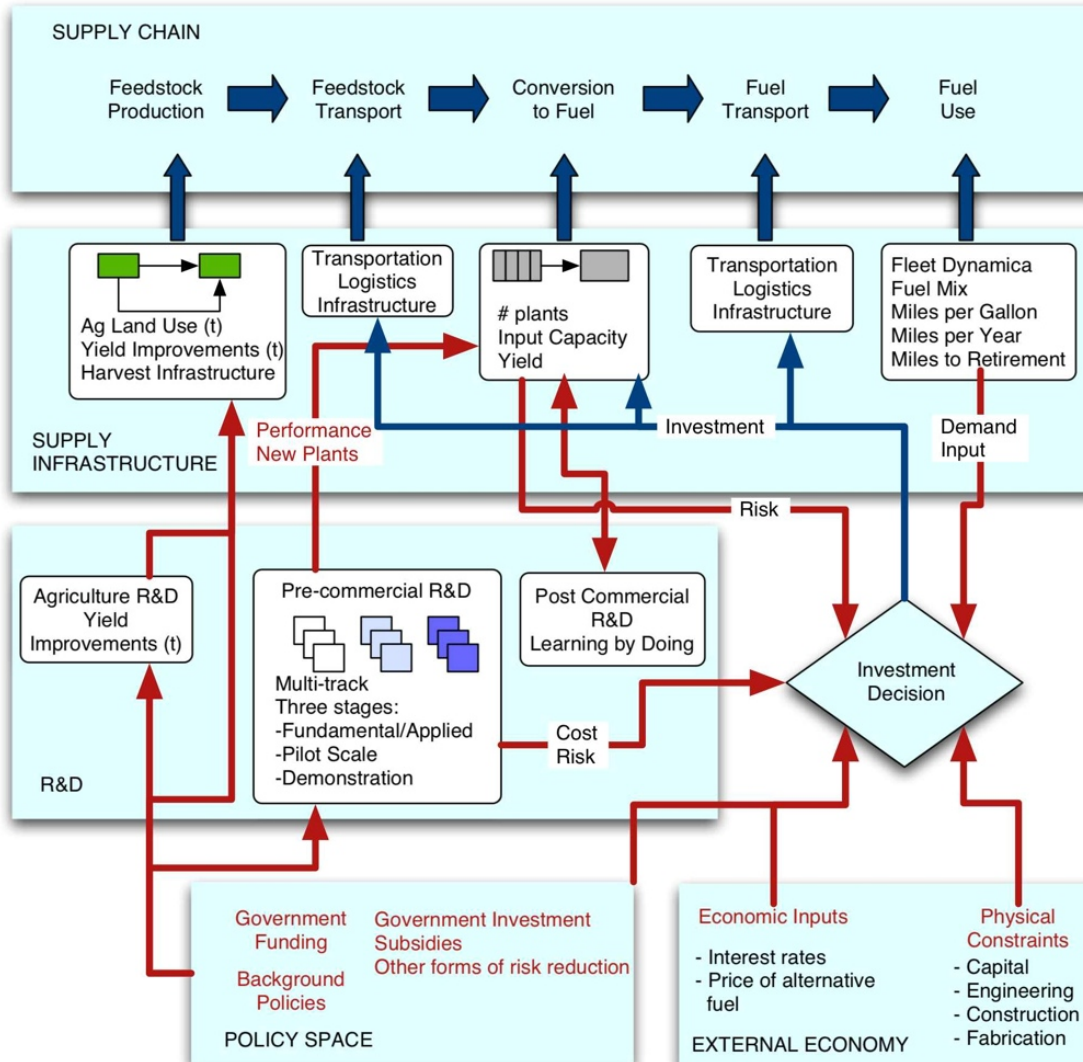 SUPPLY CHAIN
Feedstock
Production
Feedstock
Transport
Conversion
to Fuel
Fuel
Transport
Fuel
Use
Ag Land Use (t)
Yield Improvements (t)
Harvest Infrastructure
Transportation
Logistics
Infrastructure
# plants
Input Capacity
Yield
Transportation
Logistics
Infrastructure
Fleet Dynamica
Fuel Mix
Miles per Gallon
Miles per Year
Miles to Retirement
SUPPLY
INFRASTRUCTURE
Performance
New Plants
Investment
Demand
Input
Risk
Agriculture R&D
Yield
Improvements (t)
Pre-commercial R&D
Multi-track
Three stages:
-Fundamental/Applied
-Pilot Scale
-Demonstration
Post Commercial
R&D
Learning by Doing
Cost
Risk
Investment
Decision
R&D
Government
Funding
Background
Policies
Government Investment
Subsidies
Other forms of risk reduction
POLICY SPACE
Economic Inputs
- Interest rates
- Price of alternative
fuel
Physical
Constraints
- Capital
- Engineering
- Construction
- Fabrication
EXTERNAL ECONOMY